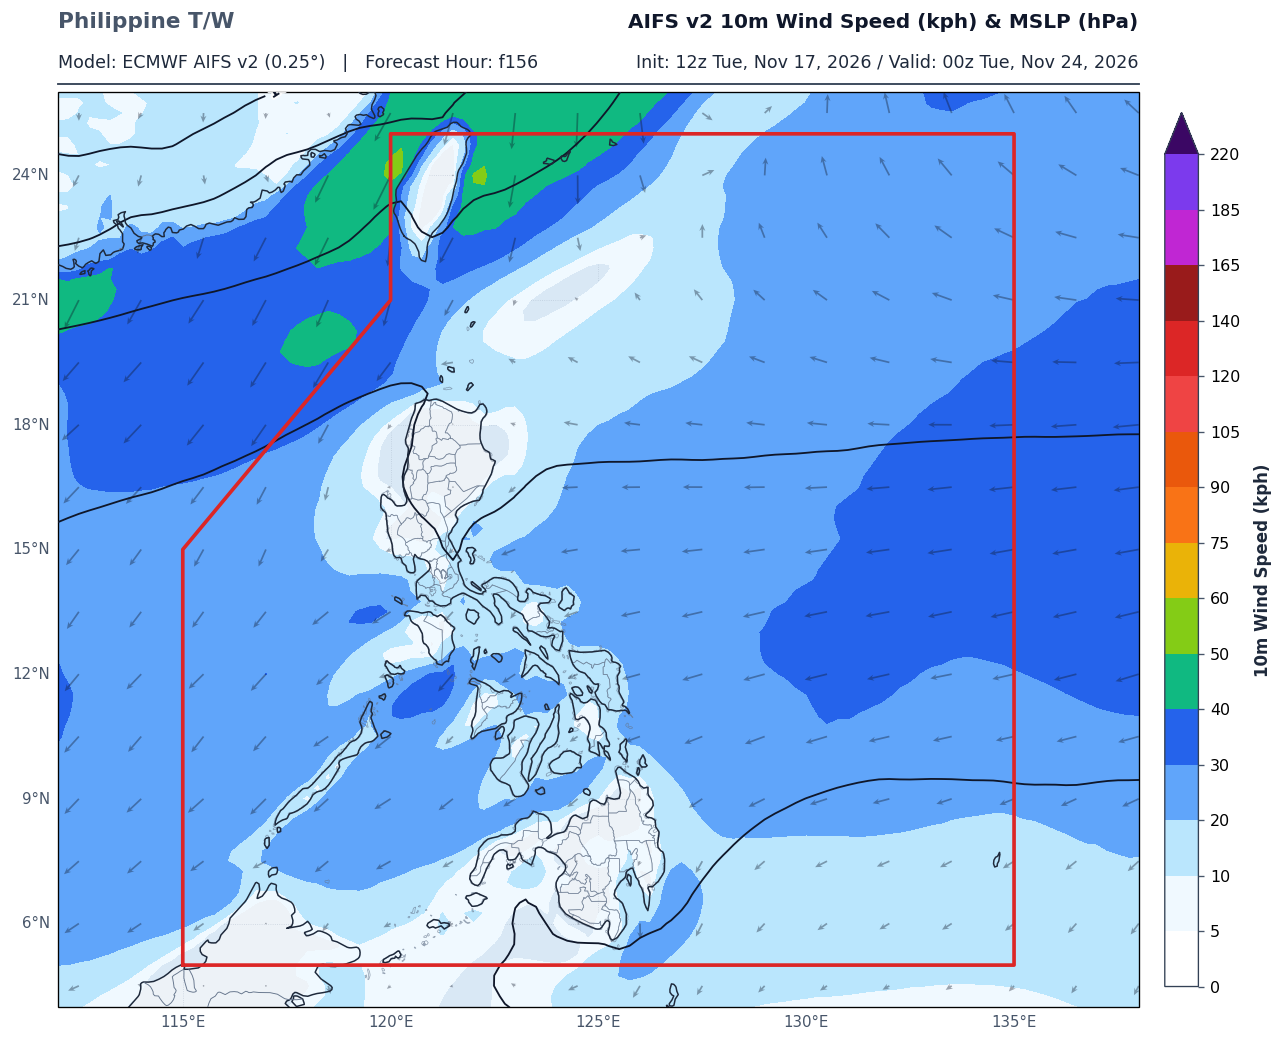 Philippine T/W
AIFS v2 10m Wind Speed (kph) & MSLP (hPa)
Model: ECMWF AIFS v2 (0.25°) | Forecast Hour: f156
Init: 12z Tue, Nov 17, 2026 / Valid: 00z Tue, Nov 24, 2026
24°N
21°N
18°N
15°N
12°N
9°N
6°N
115°E
120°E
125°E
130°E
135°E
220
185
165
140
120
105
90
75
60
50
40
30
20
10
5
0
10m Wind Speed (kph)